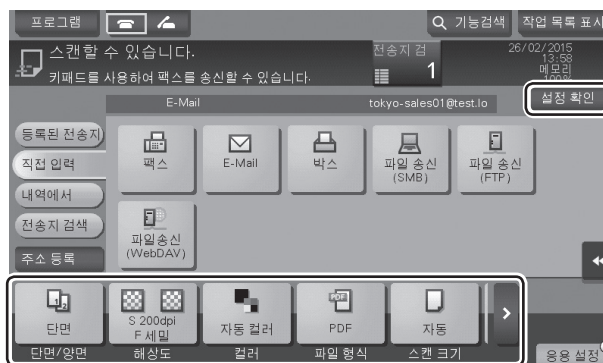 프로그램
기능검색
작업 목록 표시
스캔할 수 있습니다.
키패드를 사용하여 팩스를 송신할 수 있습니다.
전송지 검
1
26/02/2015
13:58
메모리
100%
E-Mail
tokyo-sales01@test.lo
설정 확인
등록된 전송지
직접 입력
내역에서
전송지 검색
주소 등록
팩스
E-Mail
박스
파일 송신
(SMB)
파일 송신
(FTP)
파일송신
(WebDAV)
단면
S 200dpi
F 세밀
자동 컬러
PDF
자동
단면/양면
해상도
컬러
파일 형식
스캔 크기
응용 설정